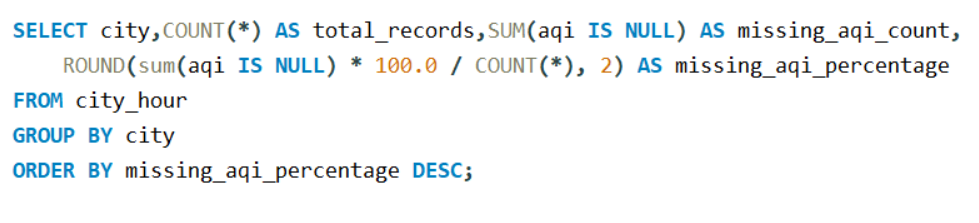 SELECT city,COUNT(*) AS total_records,SUM(aqi IS NULL) AS missing_aqi_count,
    ROUND(sum(aqi IS NULL) * 100.0 / COUNT(*), 2) AS missing_aqi_percentage
FROM city_hour
GROUP BY city
ORDER BY missing_aqi_percentage DESC;